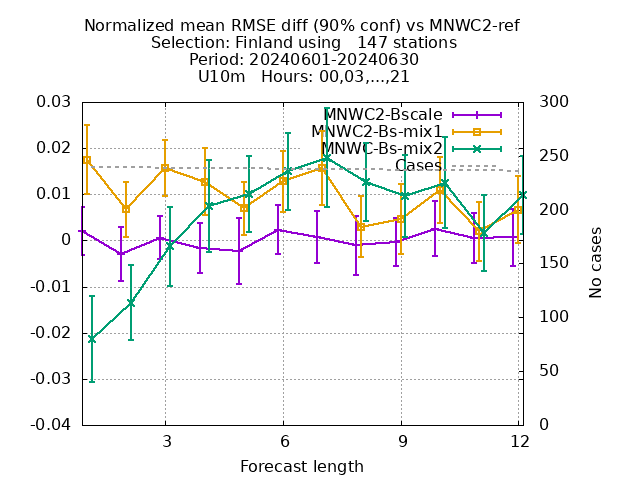 Normalized mean RMSE diff (90% conf) vs MNWC2-ref
Selection: Finland using   147 stations
Period: 20240601-20240630
U10m   Hours: 00,03,...,21
MNWC2-Bscale
MNWC2-Bs-mix1
MNWC-Bs-mix2
Cases
0.03
0.02
0.01
0
-0.01
-0.02
-0.03
-0.04
300
250
200
150
100
50
0
No cases
3
6
9
12
Forecast length